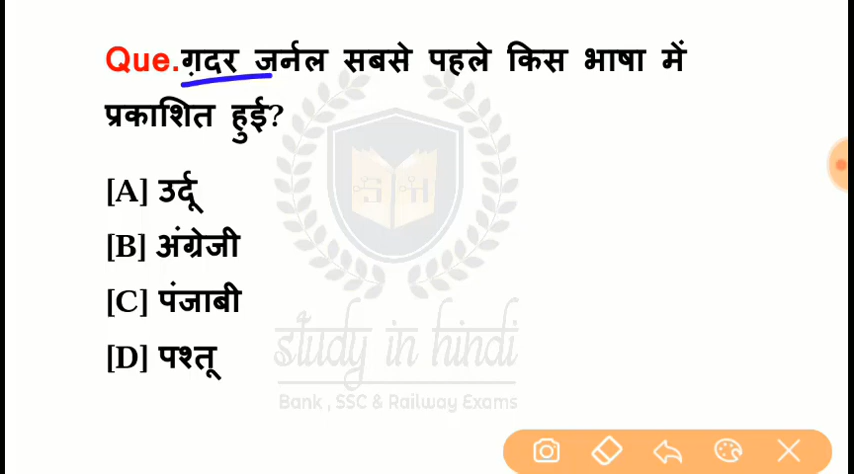 Que.ग़दर जर्नल सबसे पहले किस भाषा में
प्रकाशित हुई?
[A] उर्दू
[B] अंग्रेजी
[C] पंजाबी
[D] पश्तू
S H
study in hindi
Bank , SSC & Railway Exams